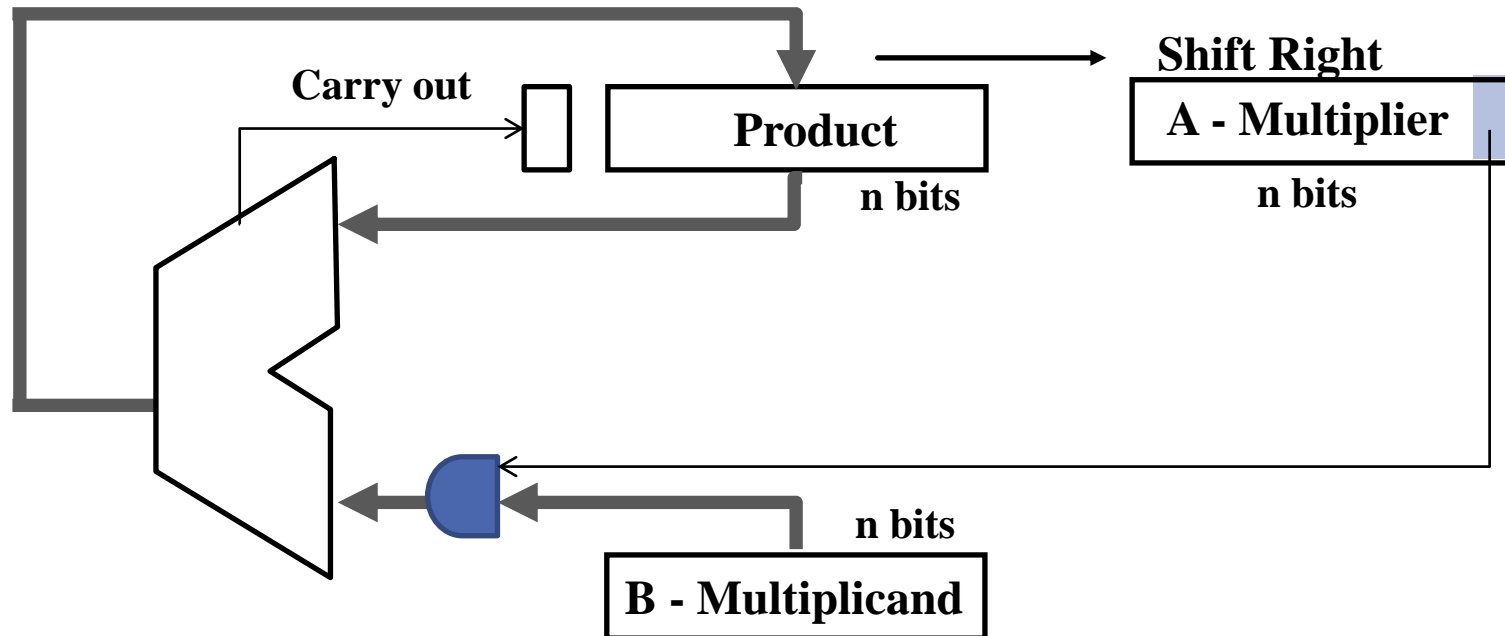 Shift Right
Carry out
Product
A - Multiplier
n bits
n bits
n bits
B - Multiplicand